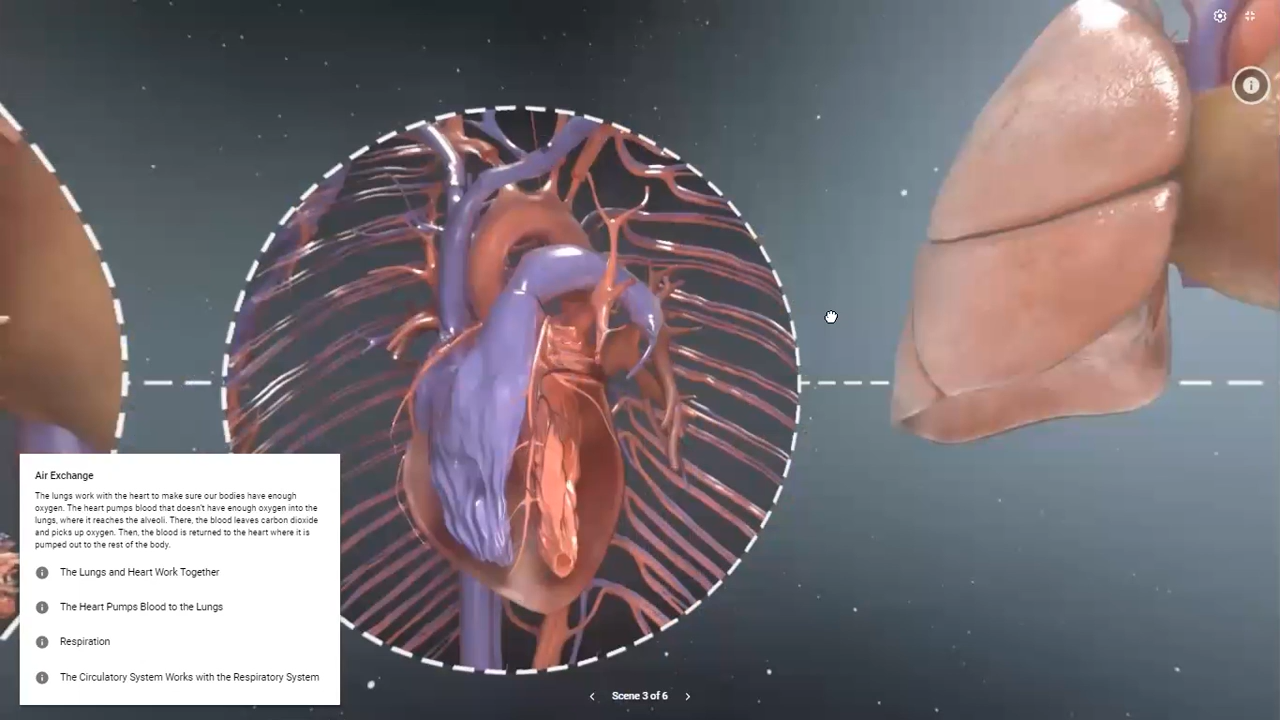 Air Exchange
The lungs work with the heart to make sure our bodies have enough
oxygen. The heart pumps blood that doesn't have enough oxygen into the
lungs, where it reaches the alveoli. There, the blood leaves carbon dioxide
and picks up oxygen. Then, the blood is returned to the heart where it is
pumped out to the rest of the body.
The Lungs and Heart Work Together
The Heart Pumps Blood to the Lungs
Respiration
The Circulatory System Works with the Respiratory System
Scene 3 of 6